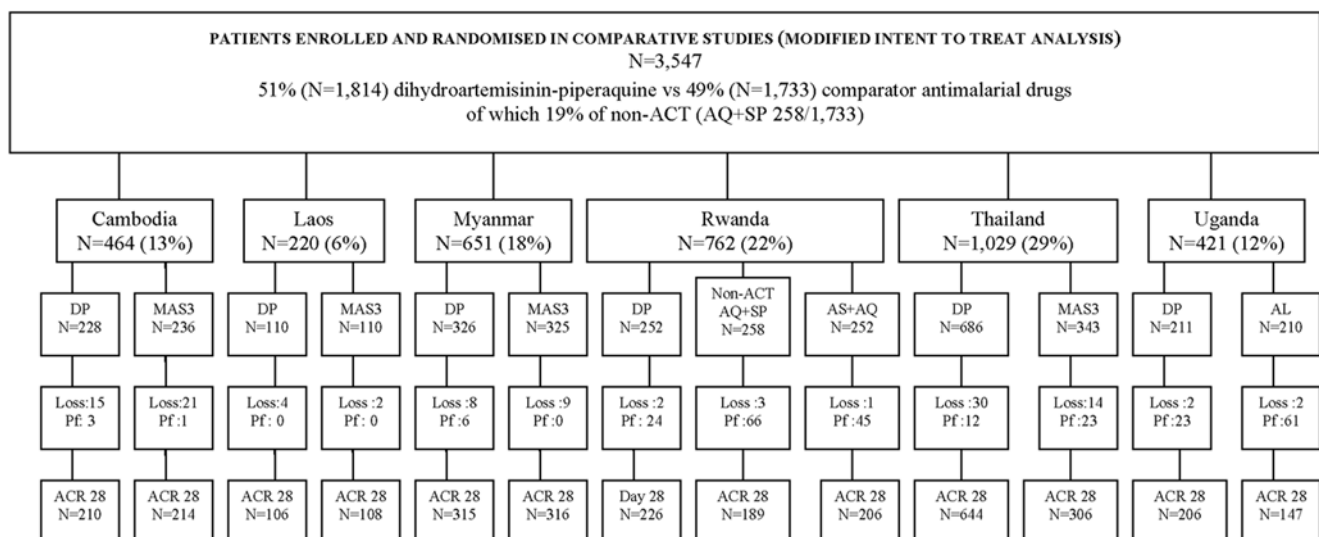 PATIENTS ENROLLED AND RANDOMISED IN COMPARATIVE STUDIES (MODIFIED INTENT TO TREAT ANALYSIS)
N=3,547
51% (N=1,814) dihydroartemisinin-piperaquine vs 49% (N=1,733) comparator antimalarial drugs
of which 19% of non-ACT (AQ+SP 258/1,733)
Cambodia
N=464 (13%)
Laos
N=220 (6%)
Myanmar
N=651 (18%)
Rwanda
N=762 (22%)
Thailand
N=1,029 (29%)
Uganda
N=421 (12%)
DP
N=228
MAS3
N=236
DP
N=110
MAS3
N=110
DP
N=326
MAS3
N=325
DP
N=252
Non-ACT
AQ+SP
N=258
AS+AQ
N=252
DP
N=686
MAS3
N=343
DP
N=211
AL
N=210
Loss:15
Pf: 3
Loss:21
Pf :1
Loss:4
Pf : 0
Loss :2
Pf : 0
Loss :8
Pf :6
Loss :9
Pf :0
Loss :2
Pf : 24
Loss :3
Pf :66
Loss :1
Pf :45
Loss :30
Pf :12
Loss:14
Pf :23
Loss :2
Pf :23
Loss :2
Pf :61
ACR 28
N=210
ACR 28
N=214
ACR 28
N=106
ACR 28
N=108
ACR 28
N=315
ACR 28
N=316
Day 28
N=226
ACR 28
N=189
ACR 28
N=206
ACR 28
N=644
ACR 28
N=306
ACR 28
N=206
ACR 28
N=147